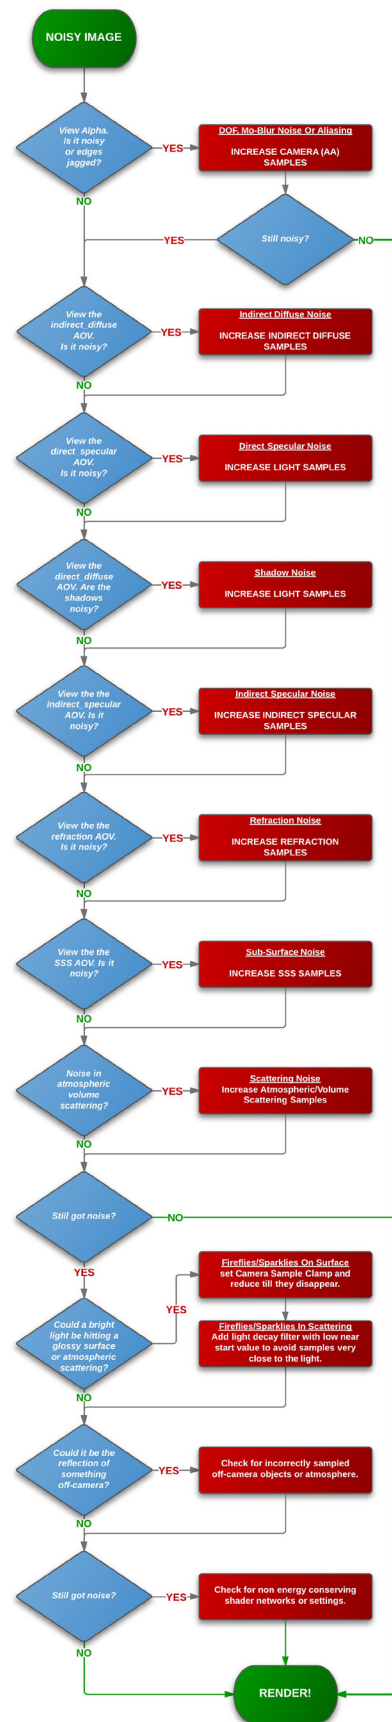 NOISY IMAGE
View Alpha.
Is it noisy
or edges
jagged?
YES
DOF, Mo-Blur Noise Or Aliasing
INCREASE CAMERA (AA)
SAMPLES
NO
YES
Still noisy?
NO
View the
indirect_diffuse
AOV.
Is it noisy?
YES
Indirect Diffuse Noise
INCREASE INDIRECT DIFFUSE
SAMPLES
NO
View the
direct_specular
AOV.
Is it noisy?
YES
Direct Specular Noise
INCREASE LIGHT SAMPLES
NO
View the
direct_diffuse
AOV. Are the
shadows
noisy?
YES
Shadow Noise
INCREASE LIGHT SAMPLES
NO
View the the
indirect_specular
AOV. Is it
noisy?
YES
Indirect Specular Noise
INCREASE INDIRECT SPECULAR
SAMPLES
NO
View the the
refraction AOV.
Is it noisy?
YES
Refraction Noise
INCREASE REFRACTION
SAMPLES
NO
View the the
SSS AOV. Is it
noisy?
YES
Sub-Surface Noise
INCREASE SSS SAMPLES
NO
Noise in
atmospheric
volume
scattering?
YES
Scattering Noise
Increase Atmospheric/Volume
Scattering Samples
NO
Still got noise?
NO
YES
Fireflies/Sparklies On Surface
set Camera Sample Clamp and
reduce till they disappear.
YES
Could a bright
light be hitting a
glossy surface
or atmospheric
scattering?
Fireflies/Sparklies In Scattering
Add light decay filter with low near
start value to avoid samples very
close to the light.
NO
Could it be the
reflection of
something
off-camera?
YES
Check for incorrectly sampled
off-camera objects or atmosphere.
NO
Still got noise?
YES
Check for non energy conserving
shader networks or settings.
NO
RENDER!